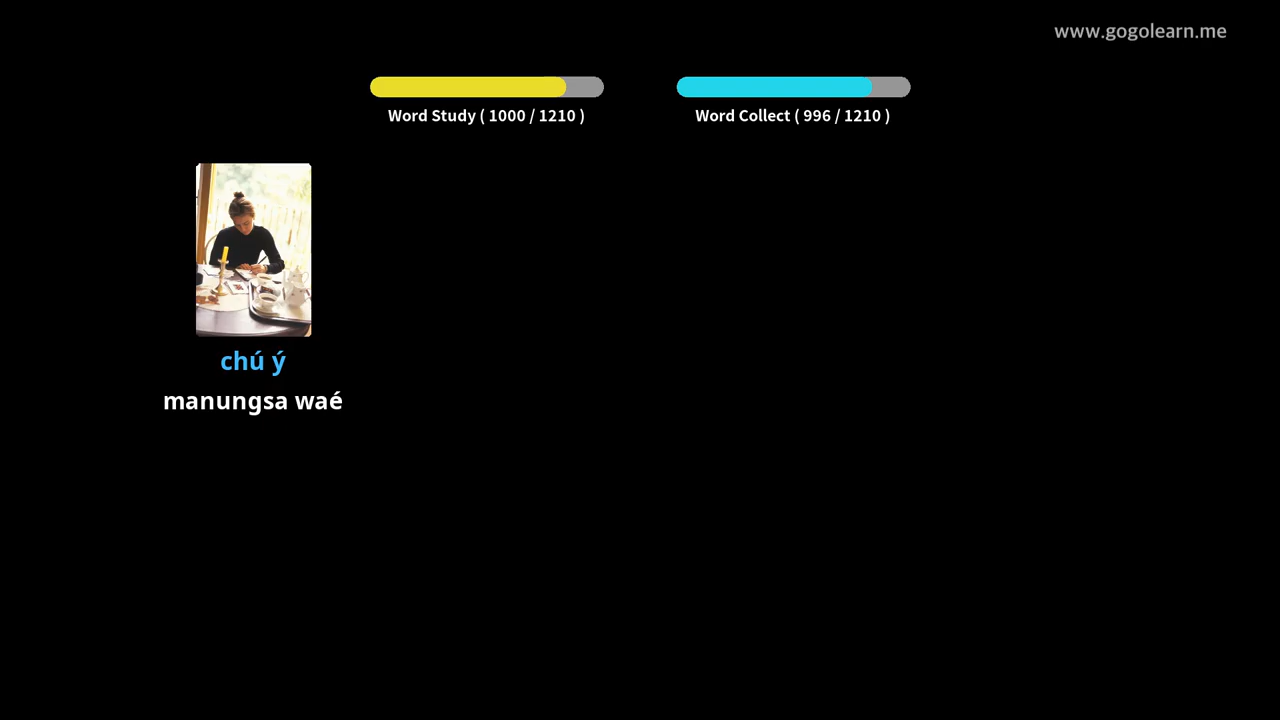 www.gogolearn.me
Word Study ( 1000 / 1210 )
Word Collect ( 996 / 1210 )
chú ý
manungsa waé